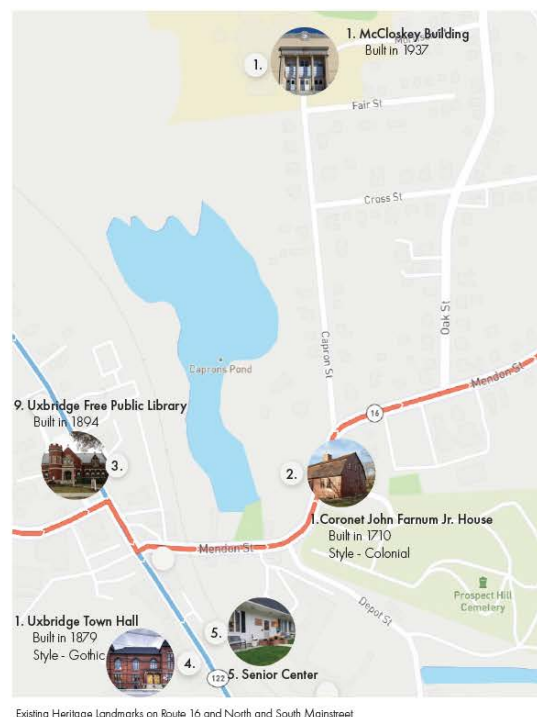 1. McCloskey Building
Built in 1937
1.
Fair St
Cross St
Oak St
Capron St
Caprons Pond
Mendon St
16
9. Uxbridge Free Public Library
Built in 1894
3.
2.
1.Coronet John Farnum Jr. House
Built in 1710
Style - Colonial
Mendon St
Prospect Hill
Cemetery
Depot St
1. Uxbridge Town Hall
Built in 1879
Style - Gothic
5.
4.
5. Senior Center
122
Existing Heritage Landmarks on Route 16 and North and South Mainstreet